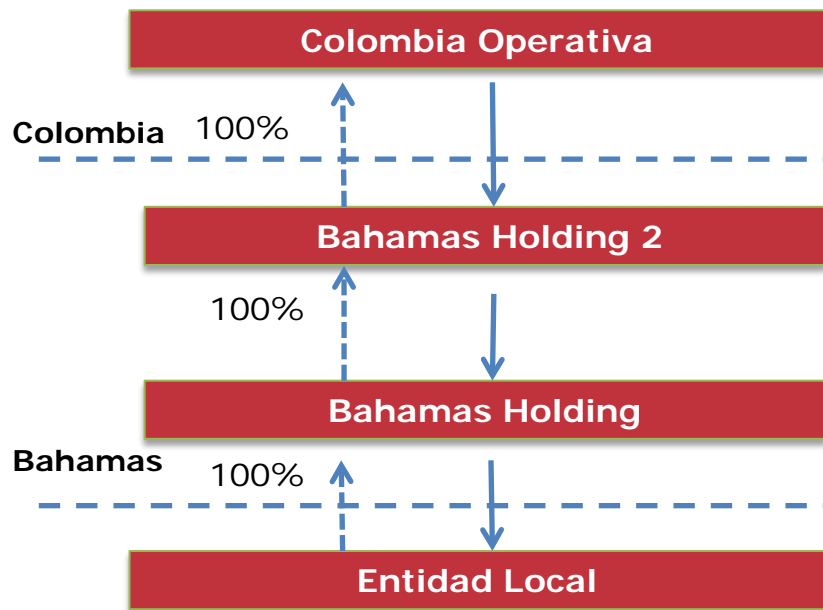 Colombia Operativa
Colombia
100%
Bahamas Holding 2
100%
Bahamas Holding
Bahamas
100%
Entidad Local